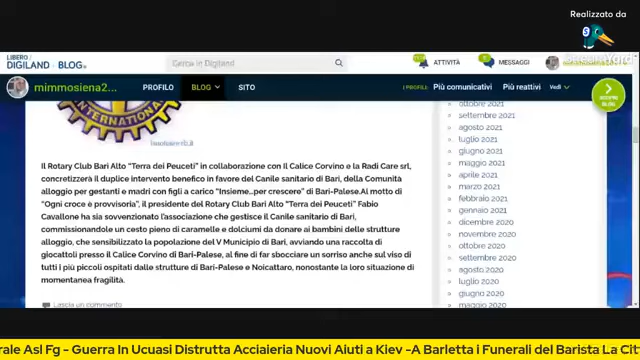 Realizzato da
LIBERO/
DIGILAND
BLOG
Cerca in Digiland
ATTIVITÀ
MESSAGGI
mimmosiena2...
PROFILO
BLOG
SITO
I PROFILI
Più comunicativi
Più reattivi
Vedi
SCOPRI
BLOG
INTERNATIONAL
Il Rotary Club Bari Alto “Terra dei Peuceti” in collaborazione con Il Calice Corvino e la Radi Care srl,
concretizzerà il duplice intervento benefico in favore del Canile sanitario di Bari, della Comunità
alloggio per gestanti e madri con figli a carico “Insieme...per crescere” di Bari-Palese.Al motto di
“Ogni croce è provvisoria”, il presidente del Rotary Club Bari Alto “Terra dei Peuceti” Fabio
Cavallone ha sia sovvenzionato l’associazione che gestisce il Canile sanitario di Bari,
commissionandole un cesto pieno di caramelle e dolciumi da donare ai bambini delle strutture
alloggio, che sensibilizzato la popolazione del V Municipio di Bari, avviando una raccolta di
giocattoli presso il Calice Corvino di Bari-Palese, al fine di far sbocciare un sorriso anche sul viso di
tutti i più piccoli ospitati dalle strutture di Bari-Palese e Noicattaro, nonostante la loro situazione di
momentanea fragilità.
Lascia un commento
» ottobre 2021
» settembre 2021
» agosto 2021
» luglio 2021
» giugno 2021
» maggio 2021
» aprile 2021
» marzo 2021
» febbraio 2021
» gennaio 2021
» dicembre 2020
» novembre 2020
» ottobre 2020
» settembre 2020
» agosto 2020
» luglio 2020
» giugno 2020
» maggio 2020
rale Asl Fg - Guerra In Ucuasi Distrutta Acciaieria Nuovi Aiuti a Kiev -A Barletta i Funerali del Barista La Cit